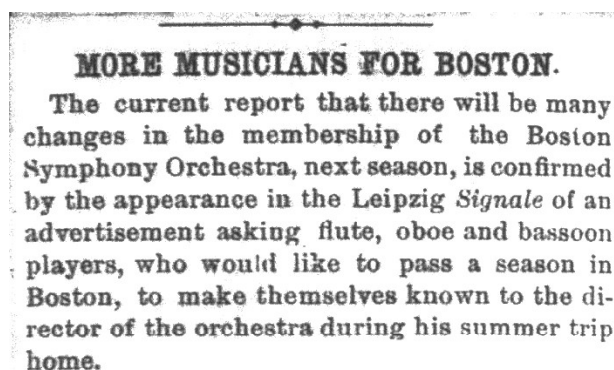 MORE MUSICIANS FOR BOSTON.
The current report that there will be many
changes in the membership of the Boston
Symphony Orchestra, next season, is confirmed
by the appearance in the Leipzig Signale of an
advertisement asking flute, oboe and bassoon
players, who would like to pass a season in
Boston, to make themselves known to the di-
rector of the orchestra during his summer trip
home.